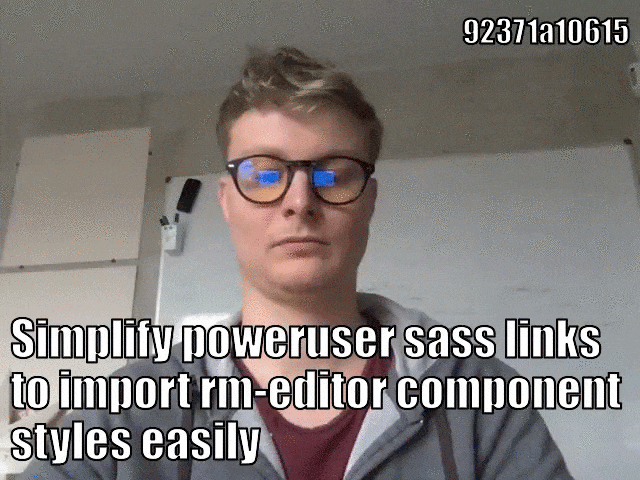 92371a10615
Simplify poweruser sass links
to import rm-editor component
styles easily